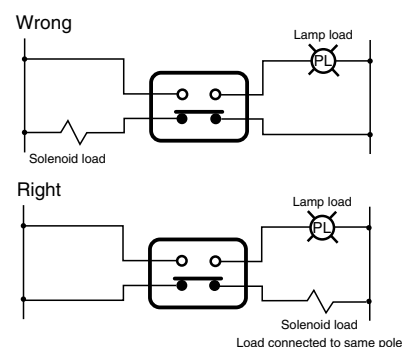 Wrong
Lamp load
PL
Solenoid load
Right
Lamp load
PL
Solenoid load
Load connected to same pole